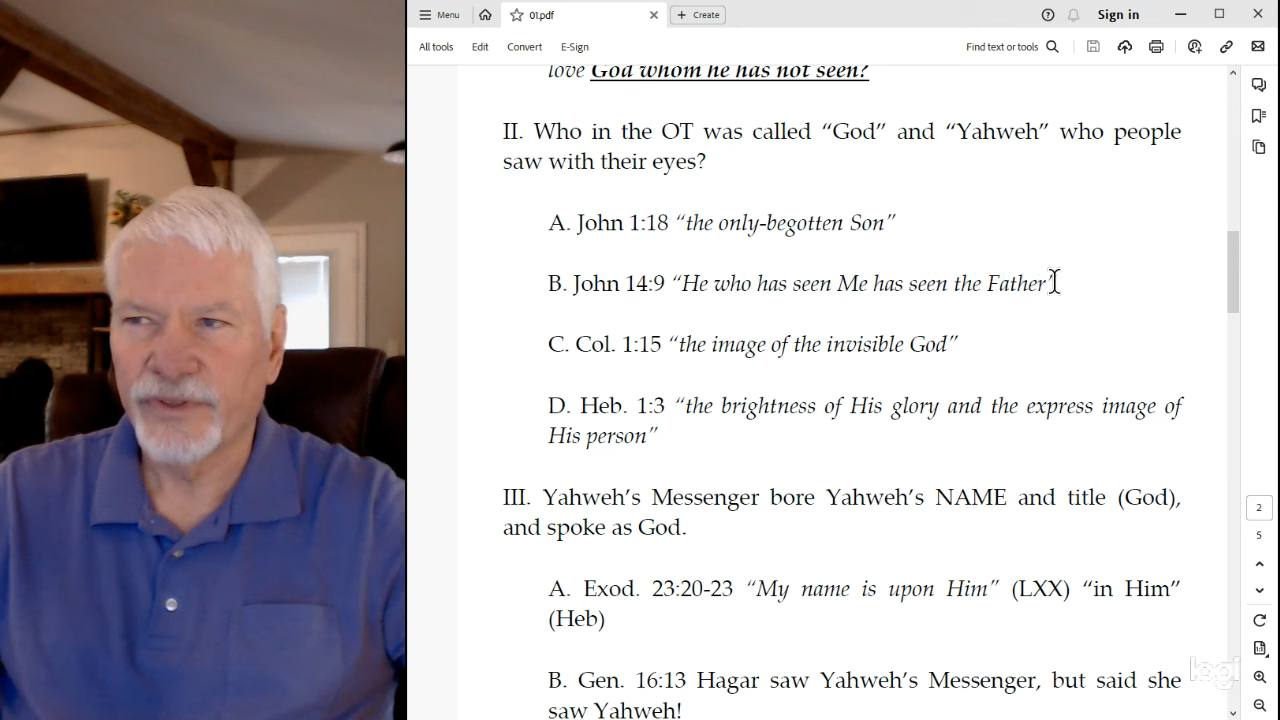 Menu
01.pdf
Create
Sign in
All tools
Edit
Convert
E-Sign
Find text or tools
love God whom he has not seen?
II. Who in the OT was called “God” and “Yahweh” who people
saw with their eyes?
A. John 1:18 “the only-begotten Son”
B. John 14:9 “He who has seen Me has seen the Father”
C. Col. 1:15 “the image of the invisible God”
D. Heb. 1:3 “the brightness of His glory and the express image of
His person”
III. Yahweh’s Messenger bore Yahweh’s NAME and title (God),
and spoke as God.
A. Exod. 23:20-23 “My name is upon Him” (LXX) “in Him”
(Heb)
B. Gen. 16:13 Hagar saw Yahweh’s Messenger, but said she
saw Yahweh!
2
5
logi